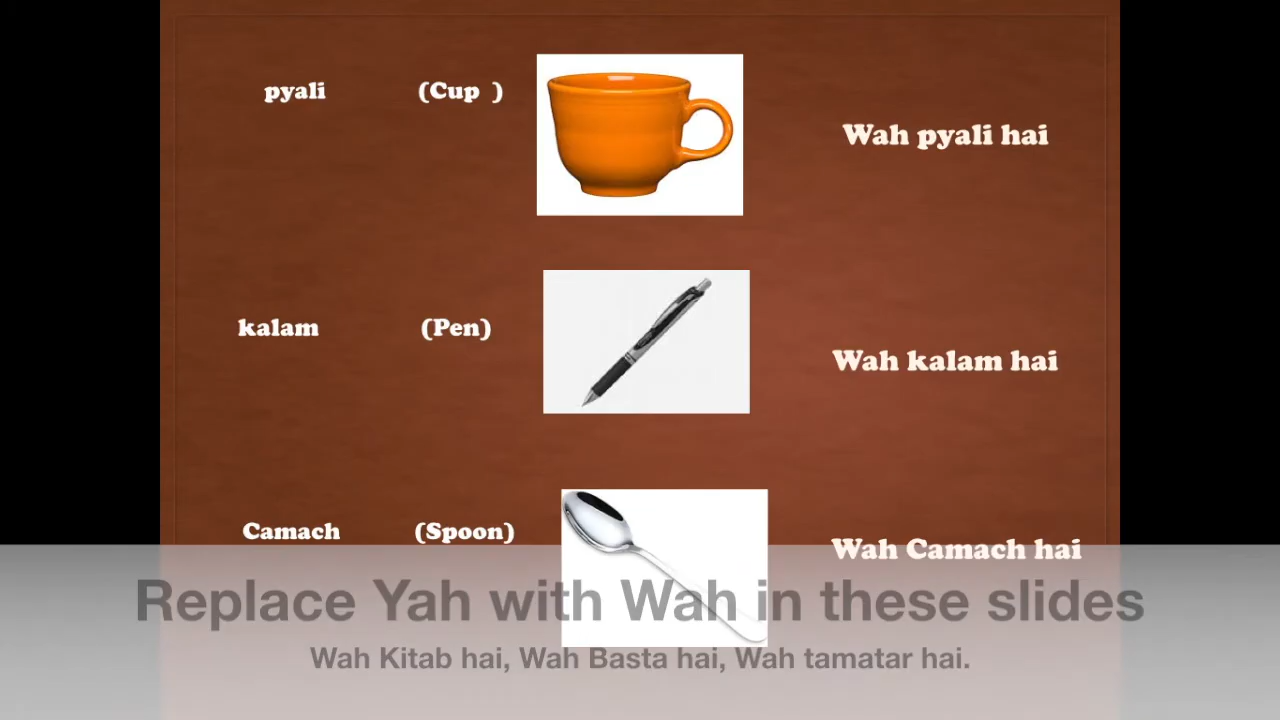 pyali (Cup )
Wah pyali hai
kalam (Pen)
Wah kalam hai
Camach (Spoon)
Wah Camach hai
Replace Yah with Wah in these slides
Wah Kitab hai, Wah Basta hai, Wah tamatar hai.